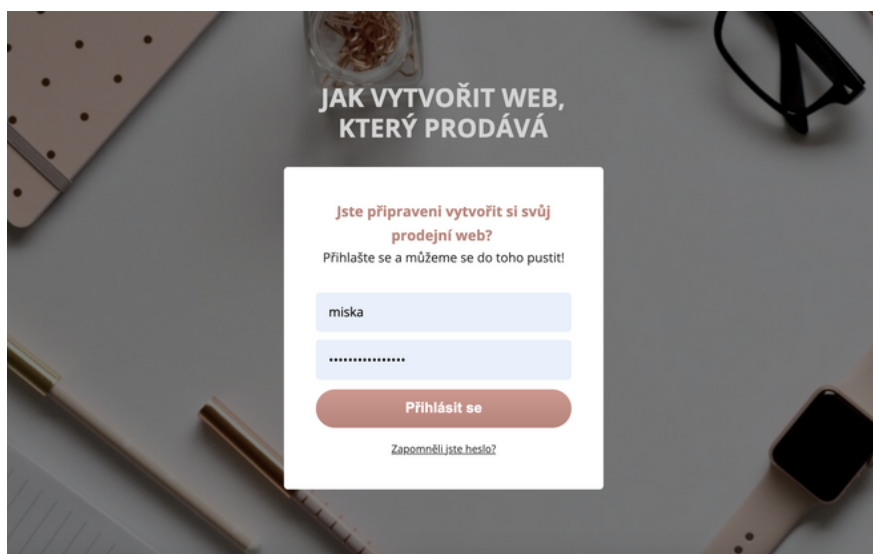 JAK VYTVOŘIT WEB,
KTERÝ PRODÁVÁ
Jste připraveni vytvořit si svůj
prodejní web?
Přihlašte se a můžeme se do toho pustit!
miska
••••••••••••••••
Přihlásit se
Zapomněli jste heslo?